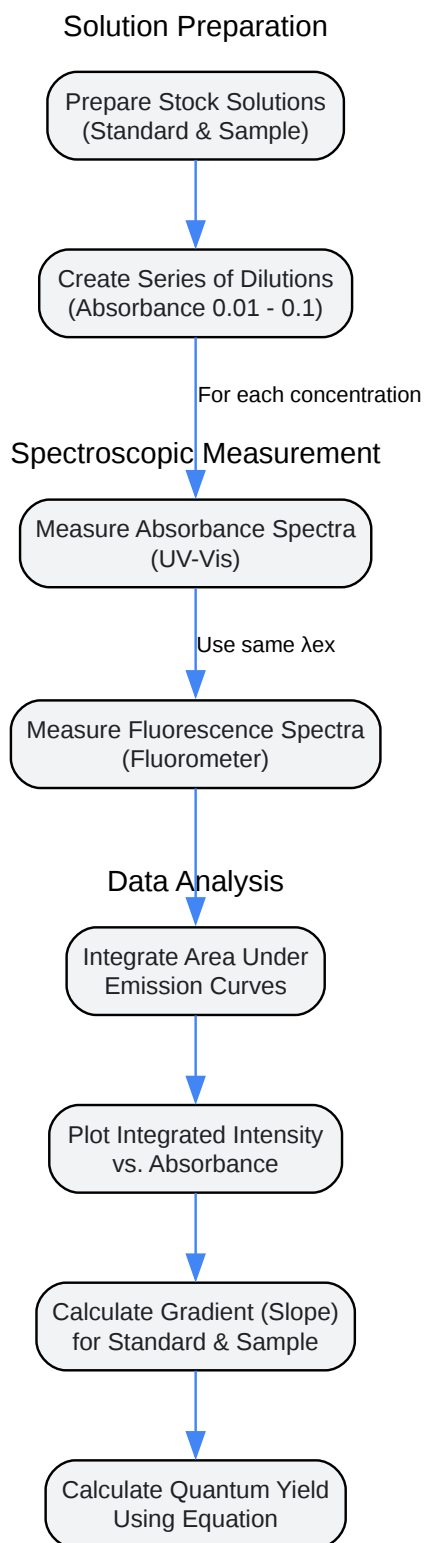 Solution Preparation
Prepare Stock Solutions
(Standard & Sample)
Create Series of Dilutions
(Absorbance 0.01 - 0.1)
For each concentration
Spectroscopic Measurement
Measure Absorbance Spectra
(UV-Vis)
Use same λex
Measure Fluorescence Spectra
(Fluorometer)
Data Analysis
Integrate Area Under
Emission Curves
Plot Integrated Intensity
vs. Absorbance
Calculate Gradient (Slope)
for Standard & Sample
Calculate Quantum Yield
Using Equation